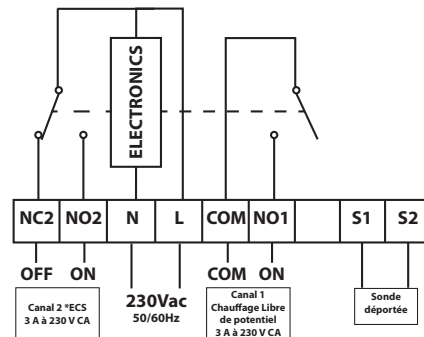 ELECTRONICS
NC2 NO2 N L COM NO1 S1 S2
OFF ON COM ON
230Vac
50/60Hz
Canal 2 *ECS
3 A à 230 V CA
Canal 1
Chauffage Libre
de potentiel
3 A à 230 V CA
Sonde
déportée